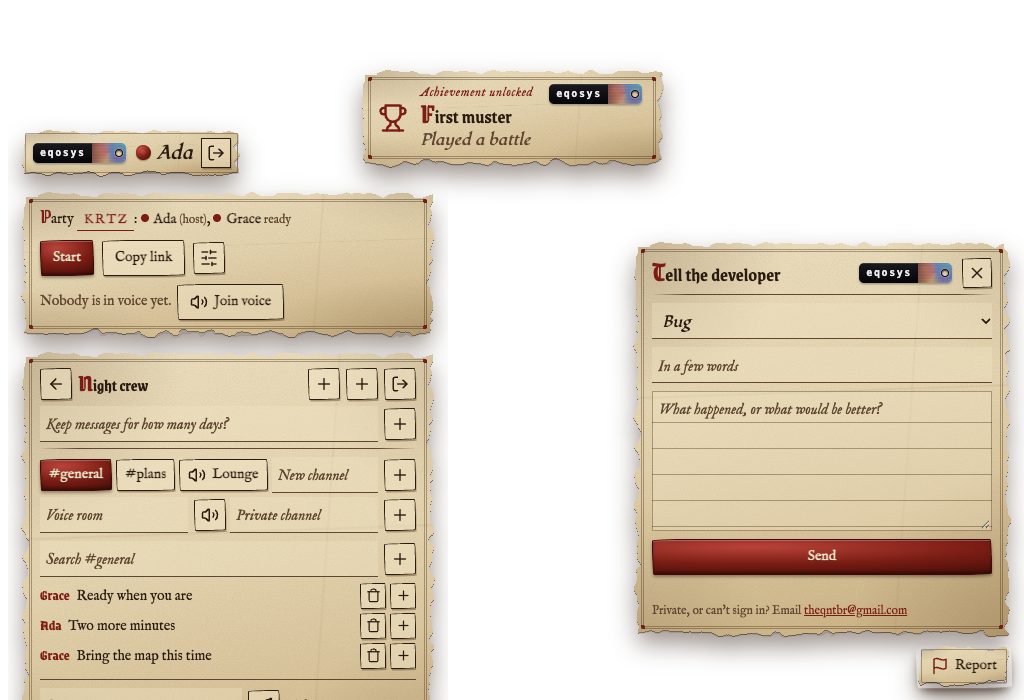 Achievement unlocked eqosys
First muster
Played a battle
eqosys Ada
Party KRTZ : Ada (host), Grace ready
Start Copy link
Nobody is in voice yet. Join voice
Night crew
Keep messages for how many days?
#general #plans Lounge New channel
Voice room Private channel
Search #general
Grace Ready when you are
Ada Two more minutes
Grace Bring the map this time
Tell the developer eqosys
Bug
In a few words
What happened, or what would be better?
Send
Private, or can't sign in? Email theqntbr@gmail.com
Report